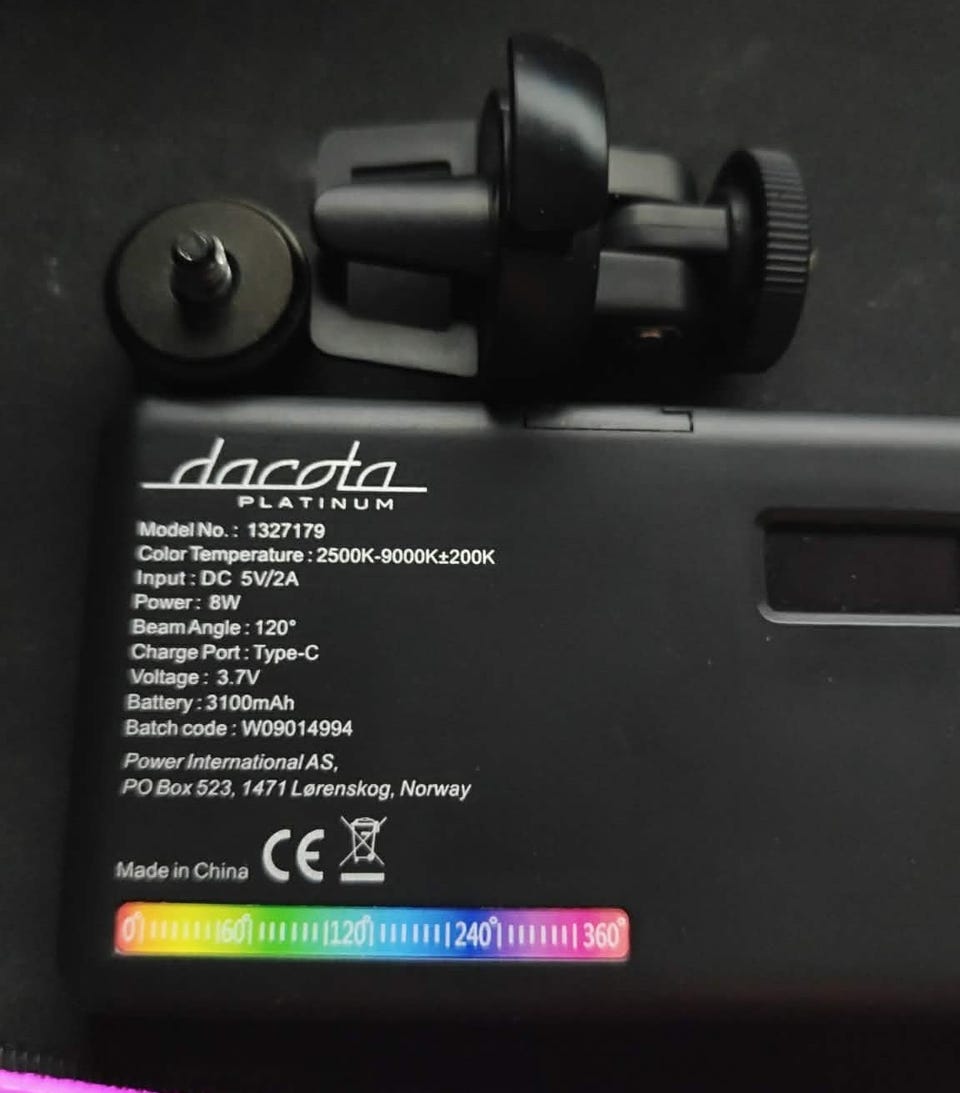 dacota
PLATINUM
Model No. : 1327179
Color Temperature : 2500K-9000K±200K
Input : DC 5V/2A
Power : 8W
Beam Angle : 120°
Charge Port : Type-C
Voltage : 3.7V
Battery : 3100mAh
Batch code : W09014994
Power International AS,
PO Box 523, 1471 Lørenskog, Norway
Made in China CE
0° 60° 120° 240° 360°